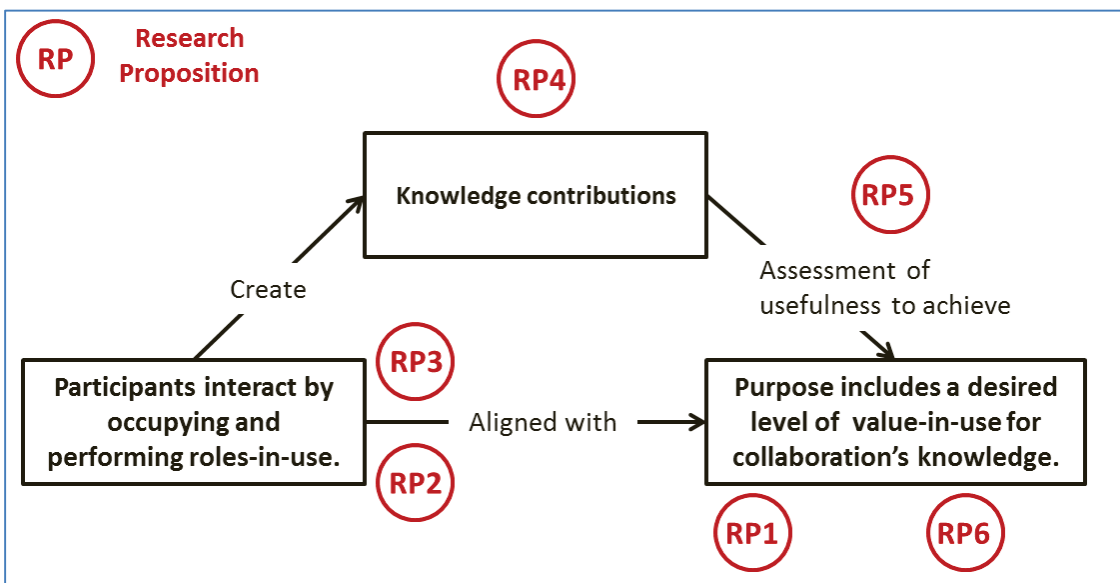 RP
Research
Proposition
RP4
Knowledge contributions
RP5
Create
Assessment of
usefulness to achieve
Participants interact by
occupying and
performing roles-in-use.
RP3
Aligned with
RP2
Purpose includes a desired
level of value-in-use for
collaboration's knowledge.
RP1
RP6